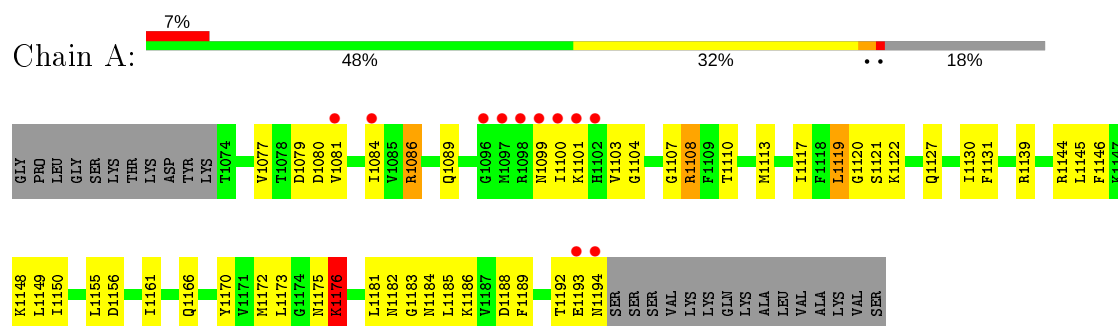 7%
Chain A:
48% 32% • • 18%
GLY PRO LEU GLY SER LYS THR LYS ASP TYR LYS T1074 V1077 T1078 D1079 D1080 V1081 I1084 V1085 R1086 Q1089 G1096 M1097 R1098 N1099 I1100 K1101 H1102 V1103 G1104 G1107 R1108 F1109 T1110 M1113 I1117 F1118 L1119 G1120 S1121 K1122 Q1127 I1130 F1131 R1139 R1144 L1145 F1146 K1147
K1148 L1149 I1150 L1155 D1156 I1161 Q1166 Y1170 V1171 M1172 L1173 G1174 N1175 K1176 L1181 N1182 G1183 N1184 L1185 K1186 V1187 D1188 F1189 T1192 E1193 N1194 SER SER SER VAL LYS LYS GLN LYS ALA LEU VAL ALA LYS VAL SER